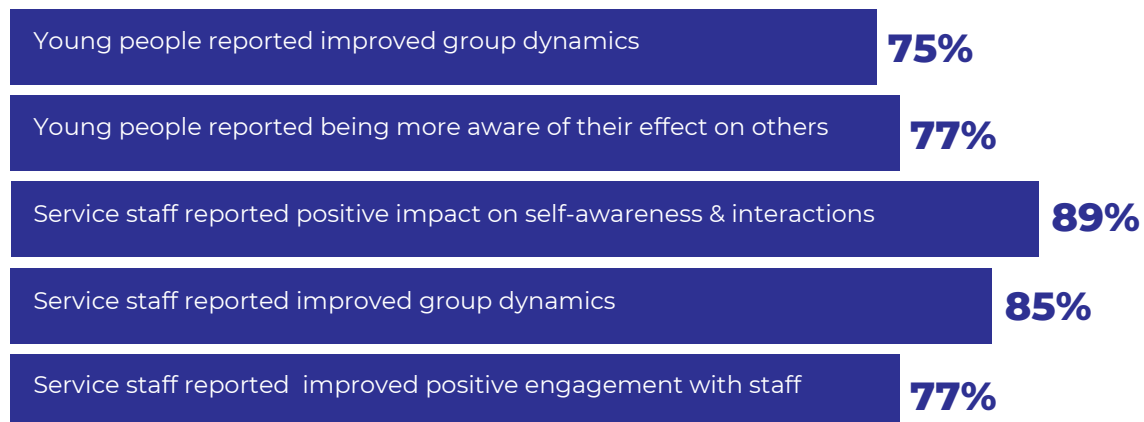 Young people reported improved group dynamics 75%
Young people reported being more aware of their effect on others 77%
Service staff reported positive impact on self-awareness & interactions 89%
Service staff reported improved group dynamics 85%
Service staff reported  improved positive engagement with staff 77%